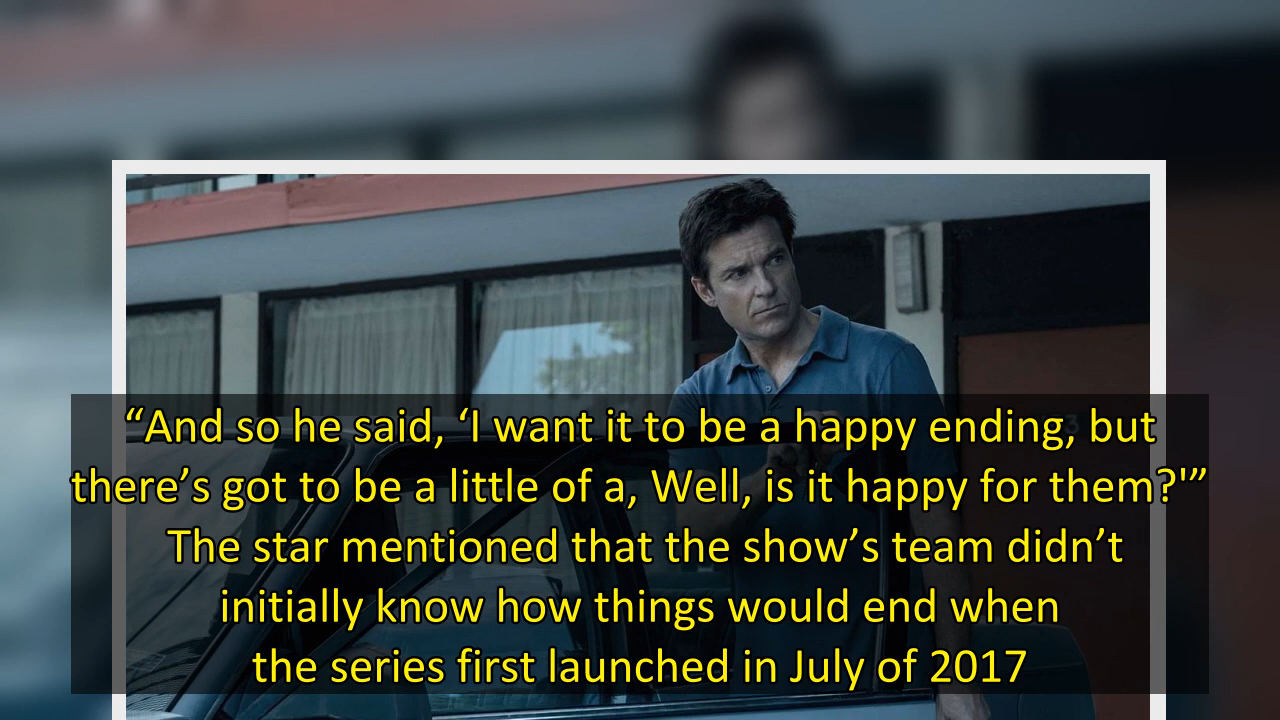 “And so he said, ‘I want it to be a happy ending, but
there’s got to be a little of a, Well, is it happy for them?'”
The star mentioned that the show’s team didn’t
initially know how things would end when
the series first launched in July of 2017